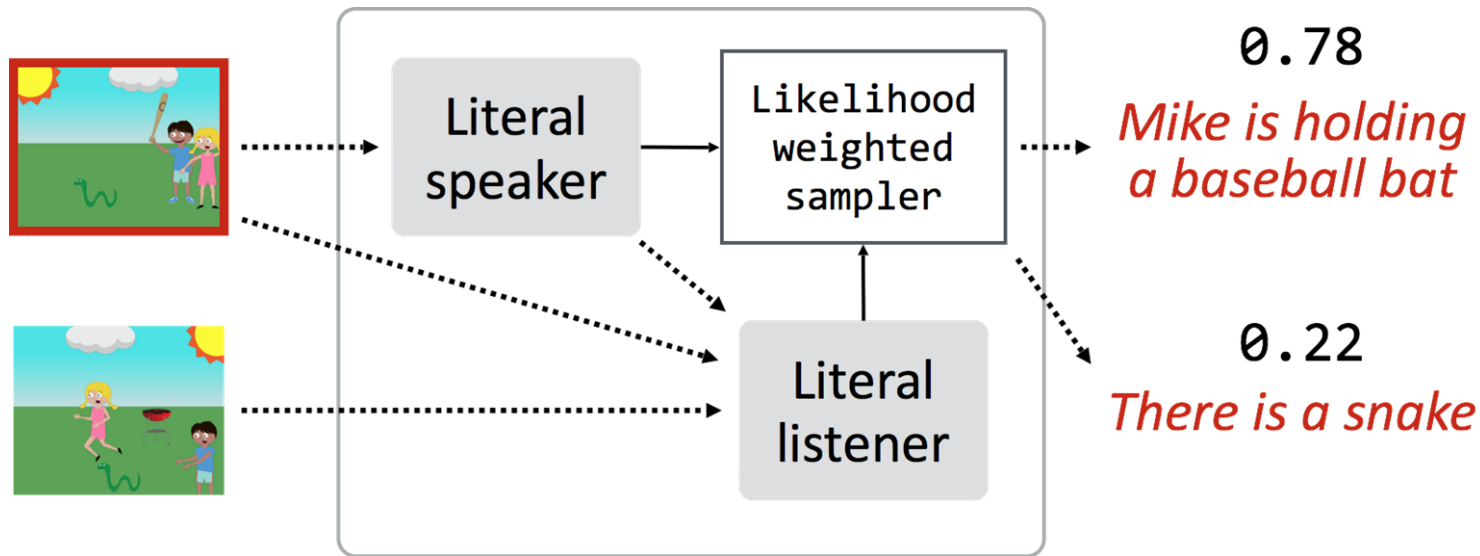 Literal
speaker
Likelihood
weighted
sampler
0.78
Mike is holding
a baseball bat
Literal
listener
0.22
There is a snake